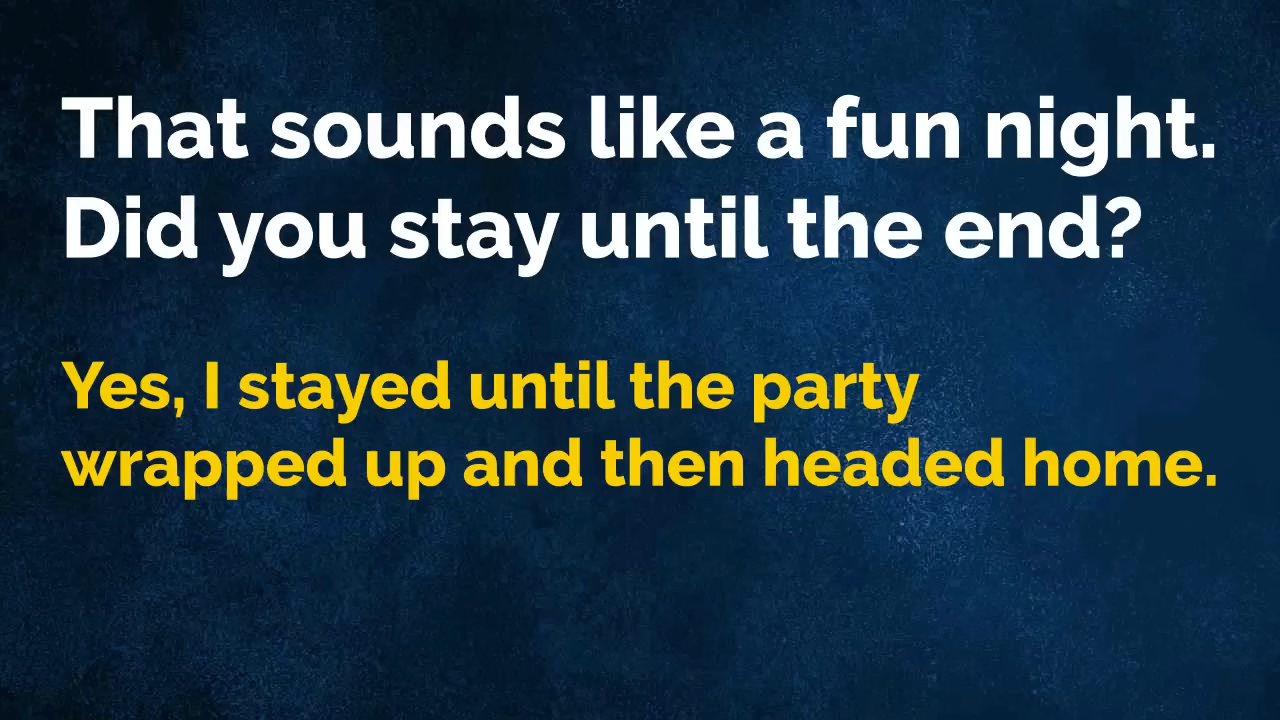 That sounds like a fun night.
Did you stay until the end?
Yes, I stayed until the party
wrapped up and then headed home.